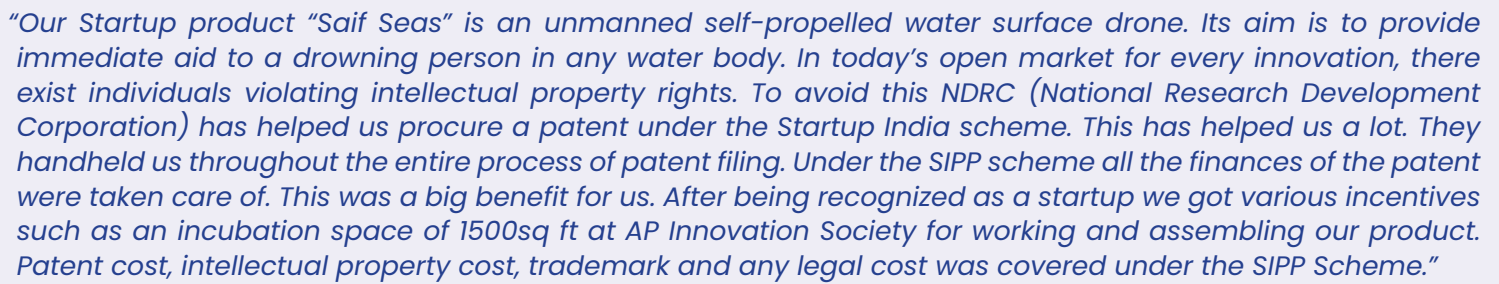 “Our Startup product “Saif Seas” is an unmanned self-propelled water surface drone. Its aim is to provide
immediate aid to a drowning person in any water body. In today’s open market for every innovation, there
exist individuals violating intellectual property rights. To avoid this NDRC (National Research Development
Corporation) has helped us procure a patent under the Startup India scheme. This has helped us a lot. They
handheld us throughout the entire process of patent filing. Under the SIPP scheme all the finances of the patent
were taken care of. This was a big benefit for us. After being recognized as a startup we got various incentives
such as an incubation space of 1500sq ft at AP Innovation Society for working and assembling our product.
Patent cost, intellectual property cost, trademark and any legal cost was covered under the SIPP Scheme.”